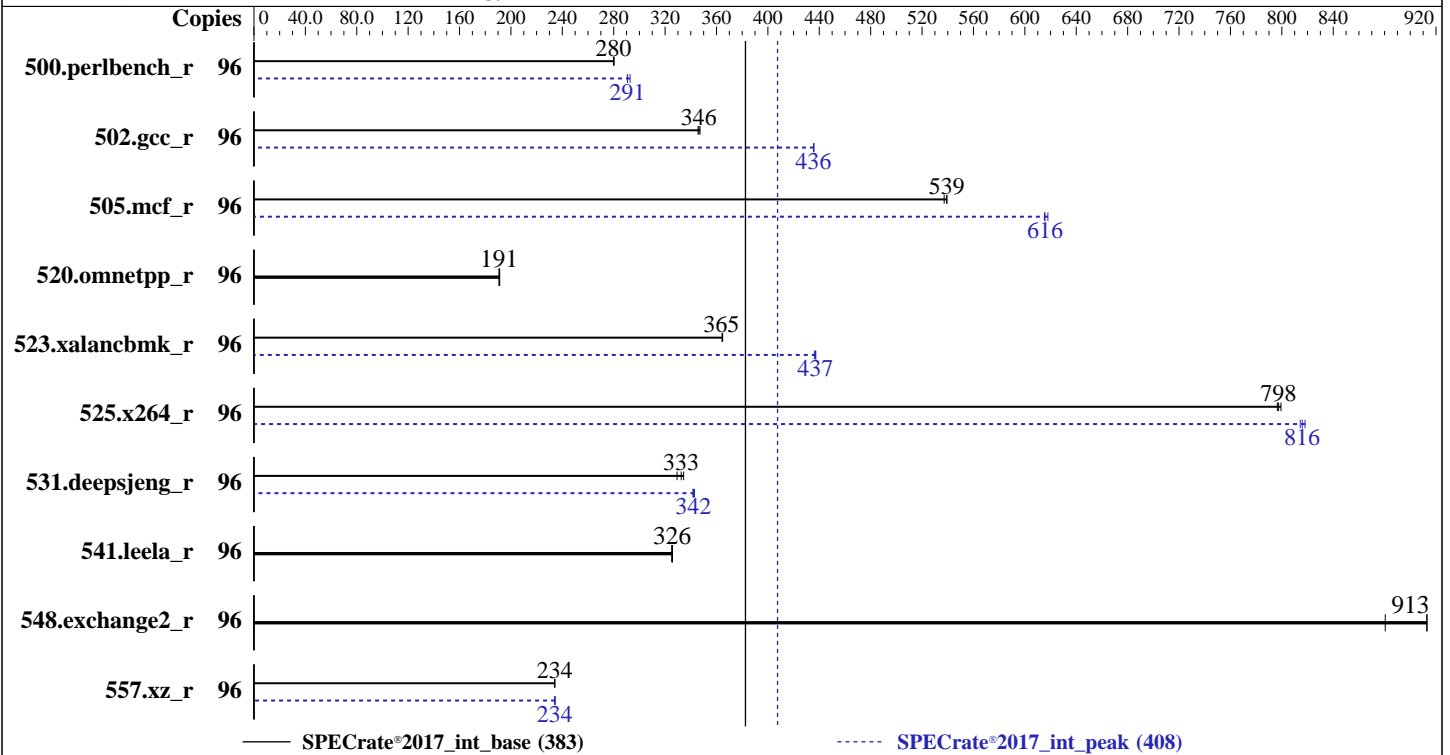 Copies 0 40.0 80.0 120 160 200 240 280 320 360 400 440 480 520 560 600 640 680 720 760 800 840 920
280
500.perlbench_r 96
291
346
502.gcc_r 96
436
539
505.mcf_r 96
616
191
520.omnetpp_r 96
365
523.xalancbmk_r 96
437
798
525.x264_r 96
816
333
531.deepsjeng_r 96
342
326
541.leela_r 96
913
548.exchange2_r 96
234
557.xz_r 96
234
SPECrate®2017_int_base (383) SPECrate®2017_int_peak (408)